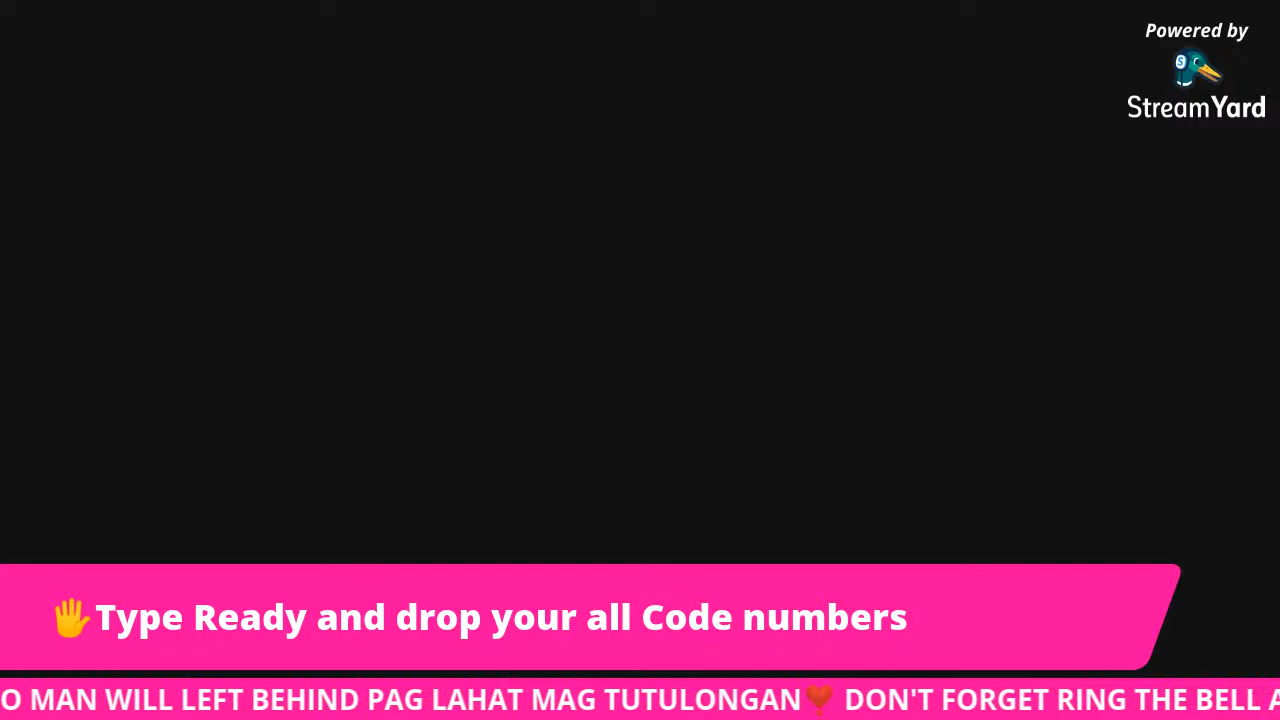 Powered by
S
StreamYard
🖐Type Ready and drop your all Code numbers
O MAN WILL LEFT BEHIND PAG LAHAT MAG TUTULONGAN❣ DON'T FORGET RING THE BELL A